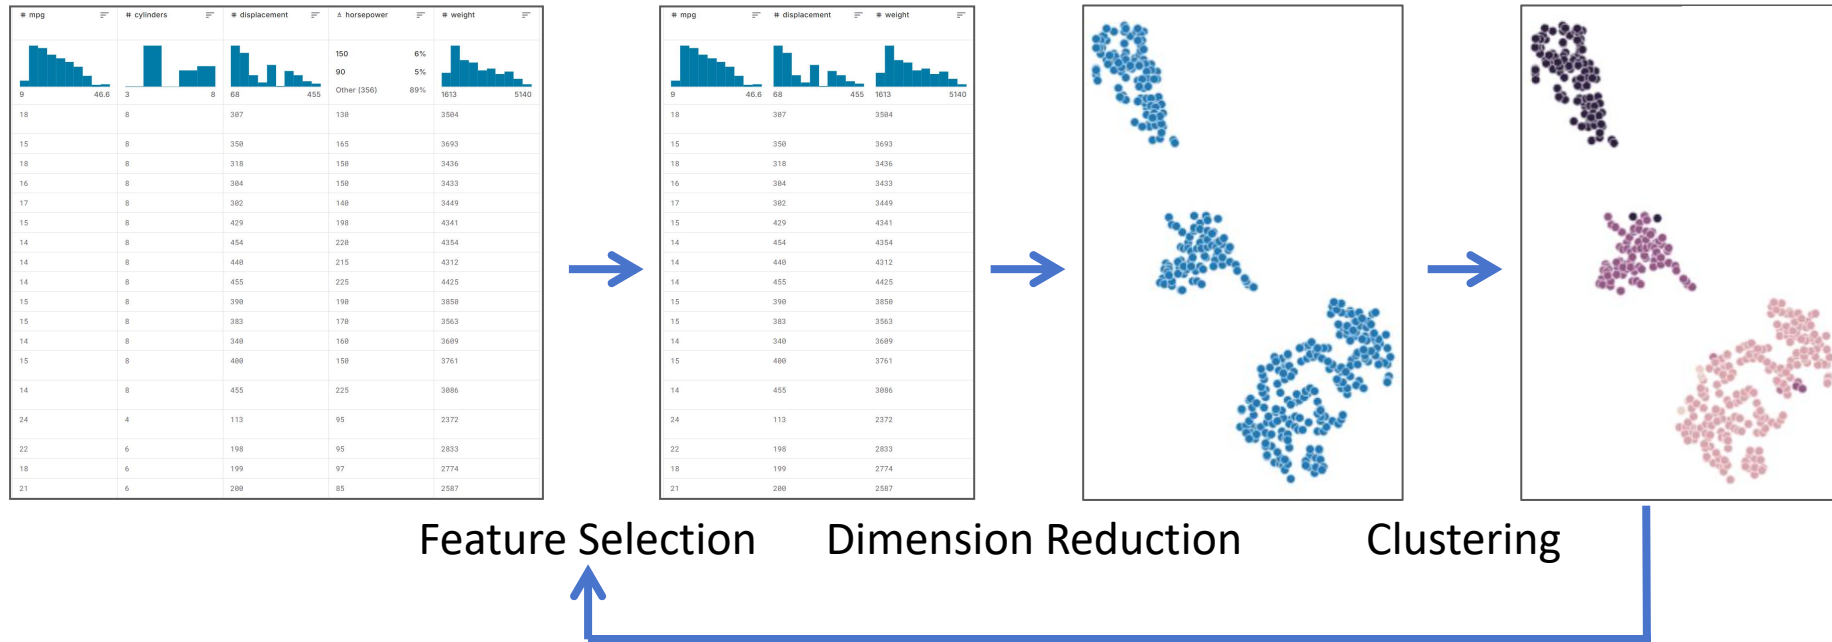 # mpg # cylinders # displacement ≜ horsepower # weight
150 6%
90 5%
Other (356) 89%
9 46.6 3 8 68 455 1613 5140
18 8 307 130 3504
15 8 350 165 3693
18 8 318 150 3436
16 8 304 150 3433
17 8 302 140 3449
15 8 429 198 4341
14 8 454 220 4354
14 8 440 215 4312
14 8 455 225 4425
15 8 390 190 3850
15 8 383 170 3563
14 8 340 160 3609
15 8 400 150 3761
14 8 455 225 3086
24 4 113 95 2372
22 6 198 95 2833
18 6 199 97 2774
21 6 200 85 2587
# mpg # displacement # weight
9 46.6 68 455 1613 5140
18 307 3504
15 350 3693
18 318 3436
16 304 3433
17 302 3449
15 429 4341
14 454 4354
14 440 4312
14 455 4425
15 390 3850
15 383 3563
14 340 3609
15 400 3761
14 455 3086
24 113 2372
22 198 2833
18 199 2774
21 200 2587
Feature Selection Dimension Reduction Clustering